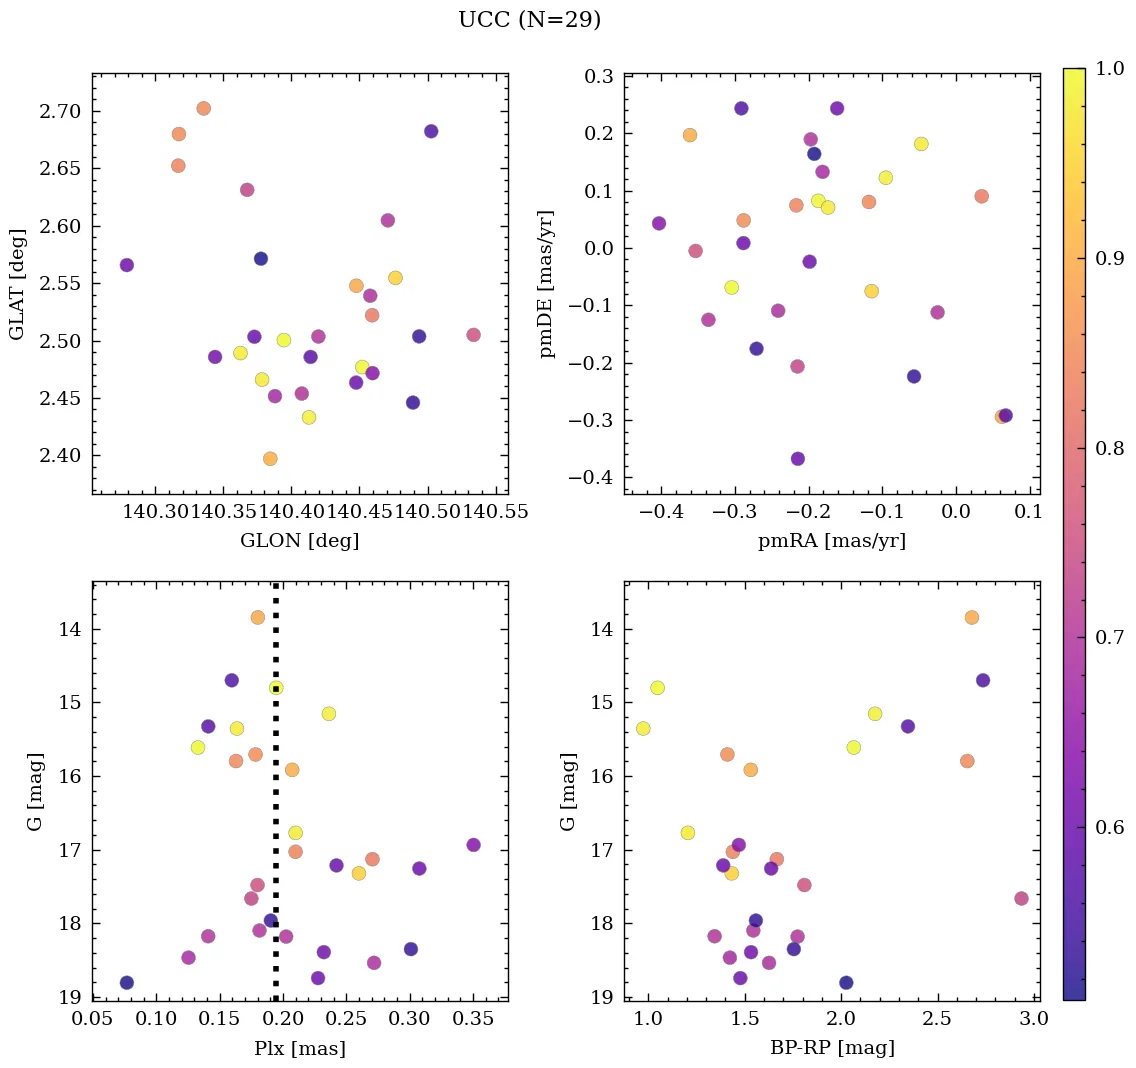 UCC (N=29)
2.70
2.65
2.60
2.55
2.50
2.45
2.40
GLAT [deg]
140.30 140.35 140.40 140.45 140.50 140.55
GLON [deg]
0.3
0.2
0.1
0.0
−0.1
−0.2
−0.3
−0.4
pmDE [mas/yr]
−0.4 −0.3 −0.2 −0.1 0.0 0.1
pmRA [mas/yr]
14
15
16
17
18
19
G [mag]
0.05 0.10 0.15 0.20 0.25 0.30 0.35
Plx [mas]
14
15
16
17
18
19
G [mag]
1.0 1.5 2.0 2.5 3.0
BP-RP [mag]
1.0
0.9
0.8
0.7
0.6